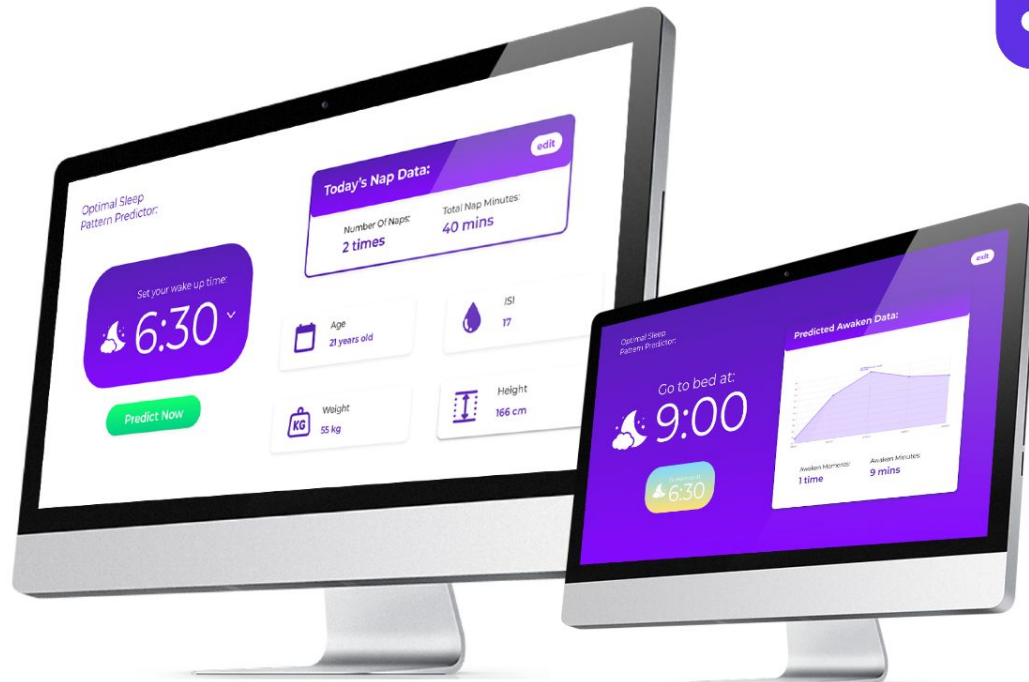 Optimal Sleep
Pattern Predictor:
Set your wake up time:
6:30
Predict Now
Today's Nap Data:
edit
Number Of Naps:
2 times
Total Nap Minutes:
40 mins
Age
21 years old
ISI
17
KG
Weight
55 kg
Height
166 cm
Optimal Sleep
Pattern Predictor:
Go to bed at:
9:00
6:30
exit
Predicted Awaken Data:
Awaken Moments:
1 time
Awaken Minutes:
9 mins